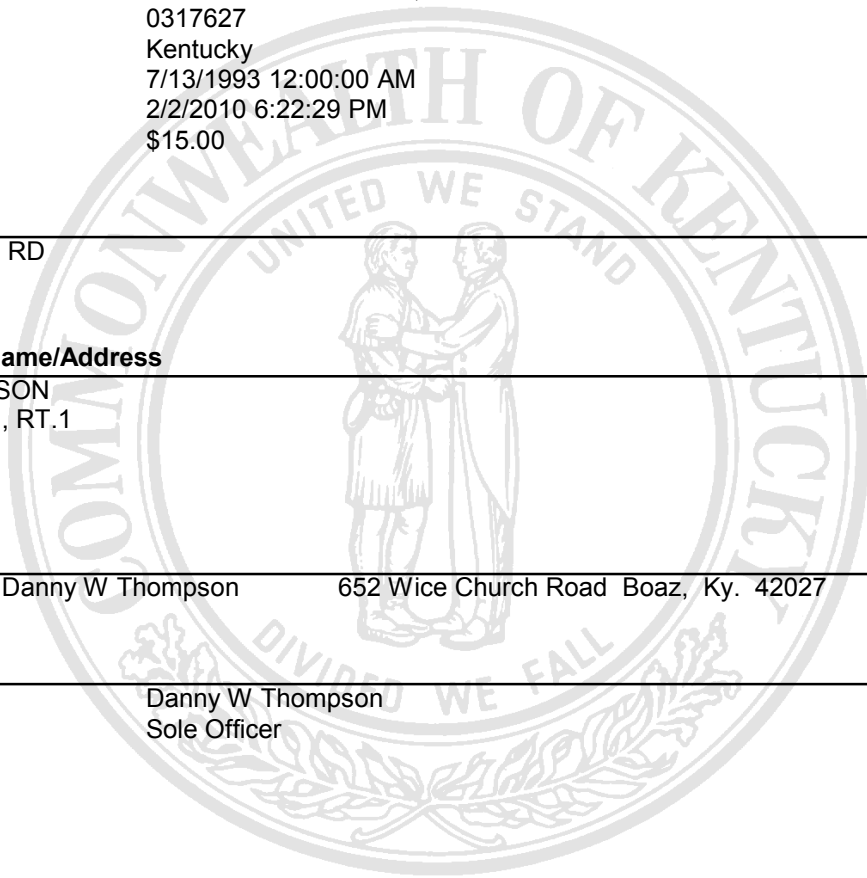 0317627
Kentucky
7/13/1993 12:00:00 AM
2/2/2010 6:22:29 PM
$15.00
COMMONWEALTH OF KENTUCKY
UNITED WE STAND
RD
ame/Address
SON
, RT.1
Danny W Thompson 652 Wice Church Road Boaz, Ky. 42027
DIVIDED WE FALL
Danny W Thompson
Sole Officer